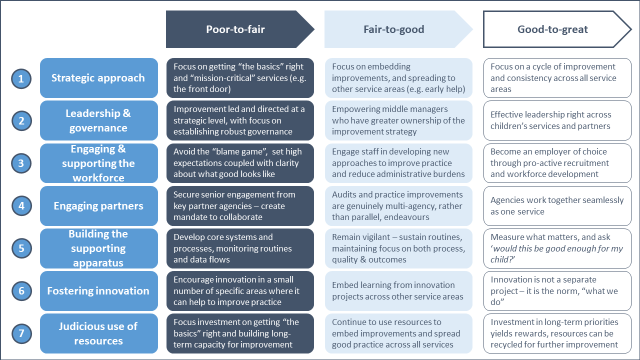 Poor-to-fair
Fair-to-good
Good-to-great
1
Strategic approach
Focus on getting "the basics" right
and "mission-critical" services (e.g.
the front door)
Focus on embedding
improvements, and spreading to
other service areas (e.g. early help)
Focus on a cycle of improvement
and consistency across all service
areas
2
Leadership &
governance
Improvement led and directed at a
strategic level, with focus on
establishing robust governance
Empowering middle managers
who have greater ownership of the
improvement strategy
Effective leadership right across
children's services and partners
3
Engaging &
supporting the
workforce
Avoid the "blame game", set high
expectations coupled with clarity
about what good looks like
Engage staff in developing new
approaches to improve practice
and reduce administrative burdens
Become an employer of choice
through pro-active recruitment
and workforce development
4
Engaging partners
Secure senior engagement from
key partner agencies – create
mandate to collaborate
Audits and practice improvements
are genuinely multi-agency, rather
than parallel, endeavours
Agencies work together seamlessly
as one service
5
Building the
supporting
apparatus
Develop core systems and
processes, monitoring routines
and data flows
Remain vigilant – sustain routines,
maintaining focus on both process,
quality & outcomes
Measure what matters, and ask
'would this be good enough for my
child?'
6
Fostering innovation
Encourage innovation in a small
number of specific areas where it
can help to improve practice
Embed learning from innovation
projects across other service areas
Innovation is not a separate
project – it is the norm, "what we
do"
7
Judicious use of
resources
Focus investment on getting "the
basics" right and building long-
term capacity for improvement
Continue to use resources to
embed improvements and spread
good practice across all services
Investment in long-term priorities
yields rewards, resources can be
recycled for further improvement